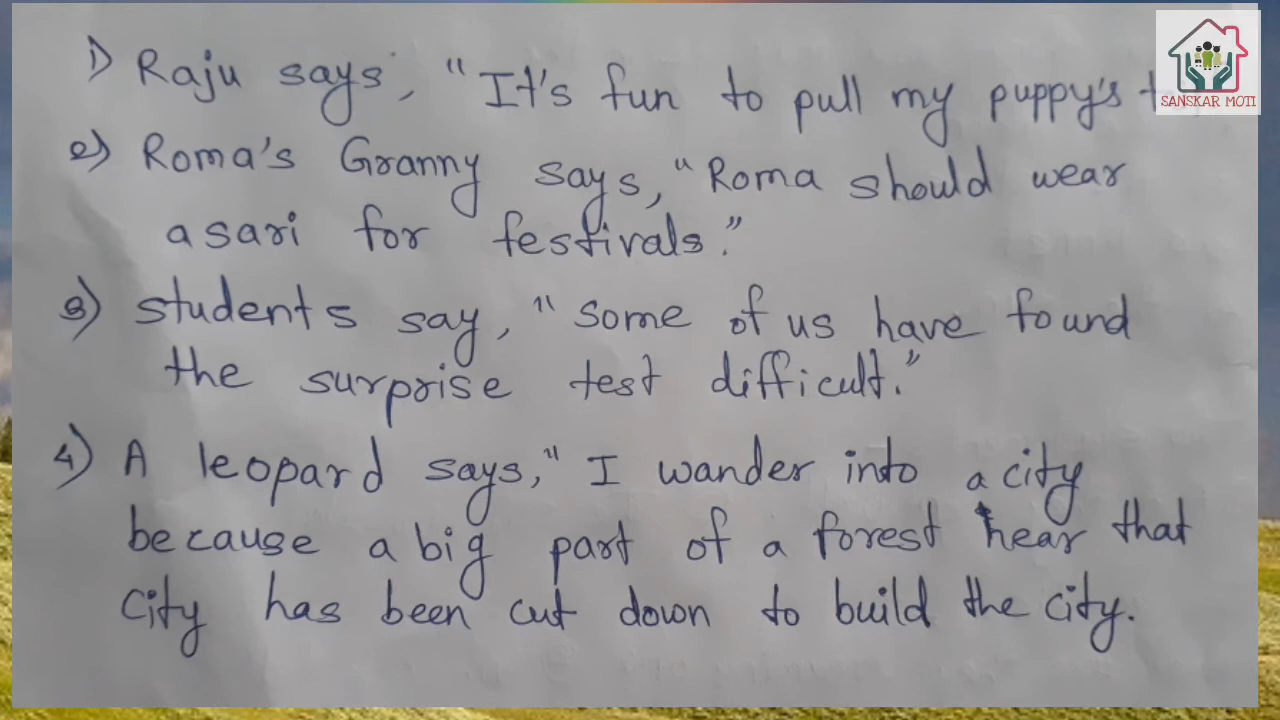 1) Raju says, "It's fun to pull my puppy's
SANSKAR MOTI
2) Roma's Granny says, "Roma should wear
a sari for festivals."
3) students say, "some of us have found
the surprise test difficult."
4) A leopard says, "I wander into a city
because a big part of a forest hear that
city has been cut down to build the city.